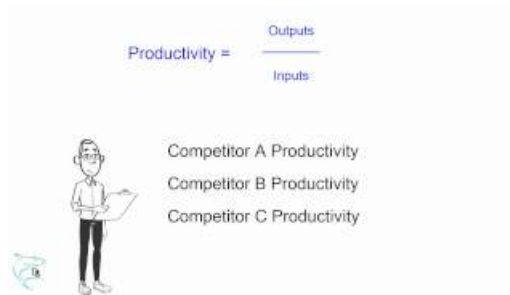 Outputs
Productivity =
Inputs
Competitor A Productivity
Competitor B Productivity
Competitor C Productivity